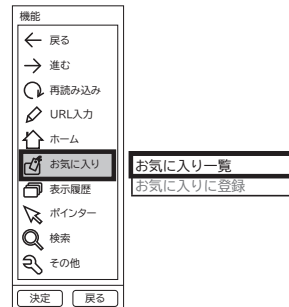 機能
戻る
進む
再読み込み
URL入力
ホーム
お気に入り
お気に入り一覧
お気に入りに登録
表示履歴
ポインター
検索
その他
決定 戻る